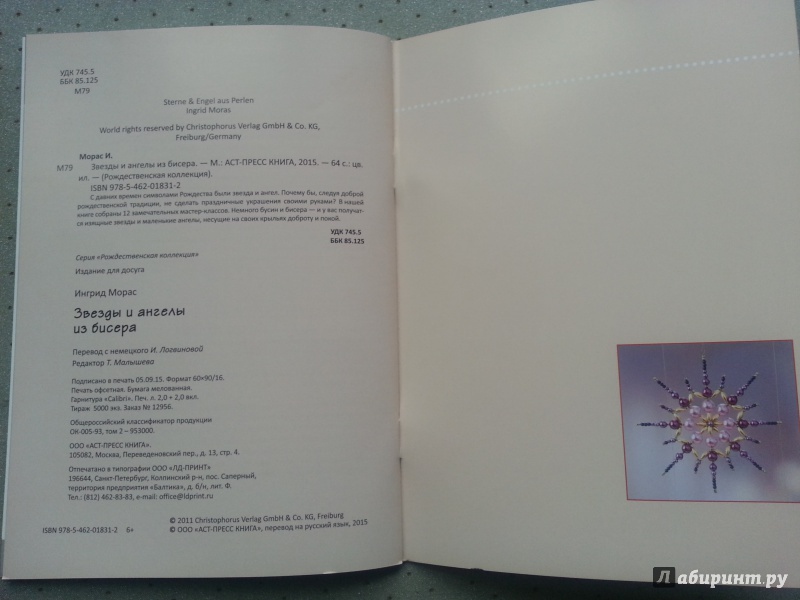 УДК 745.5
ББК 85.125
М79
Sterne & Engel aus Perlen
Ingrid Moras
World rights reserved by Christophorus Verlag GmbH & Co. KG,
Freiburg/Germany
Морас И.
М79 Звезды и ангелы из бисера. — М.: АСТ-ПРЕСС КНИГА, 2015. — 64 с.: цв.
ил. — (Рождественская коллекция).
ISBN 978-5-462-01831-2
С давних времен символами Рождества были звезда и ангел. Почему бы, следуя доброй
рождественской традиции, не сделать праздничные украшения своими руками? В нашей
книге собраны 12 замечательных мастер-классов. Немного бусин и бисера — и у вас получат-
ся изящные звезды и маленькие ангелы, несущие на своих крыльях доброту и покой.
УДК 745.5
ББК 85.125
Серия «Рождественская коллекция»
Издание для досуга
Ингрид Морас
Звезды и ангелы
из бисера
Перевод с немецкого И. Логвиновой
Редактор Т. Малышева
Подписано в печать 05.09.15. Формат 60×90/16.
Печать офсетная. Бумага мелованная.
Гарнитура «Calibri». Печ. л. 2,0 + 2,0 вкл.
Тираж 5000 экз. Заказ № 12956.
Общероссийский классификатор продукции
ОК-005-93, том 2 – 953000.
ООО «АСТ-ПРЕСС КНИГА».
105082, Москва, Переведеновский пер., д. 13, стр. 4.
Отпечатано в типографии ООО «ЛД-ПРИНТ»
196644, Санкт-Петербург, Колпинский р-н, пос. Саперный,
территория предприятия "Балтика", д. б/н, лит. Ф.
Тел.: (812) 462-83-83, e-mail: office@ldprint.ru
© 2011 Christophorus Verlag GmbH & Co. KG, Freiburg
ISBN 978-5-462-01831-2 6+ © ООО «АСТ-ПРЕСС КНИГА», перевод на русский язык, 2015
Лабиринт.ру